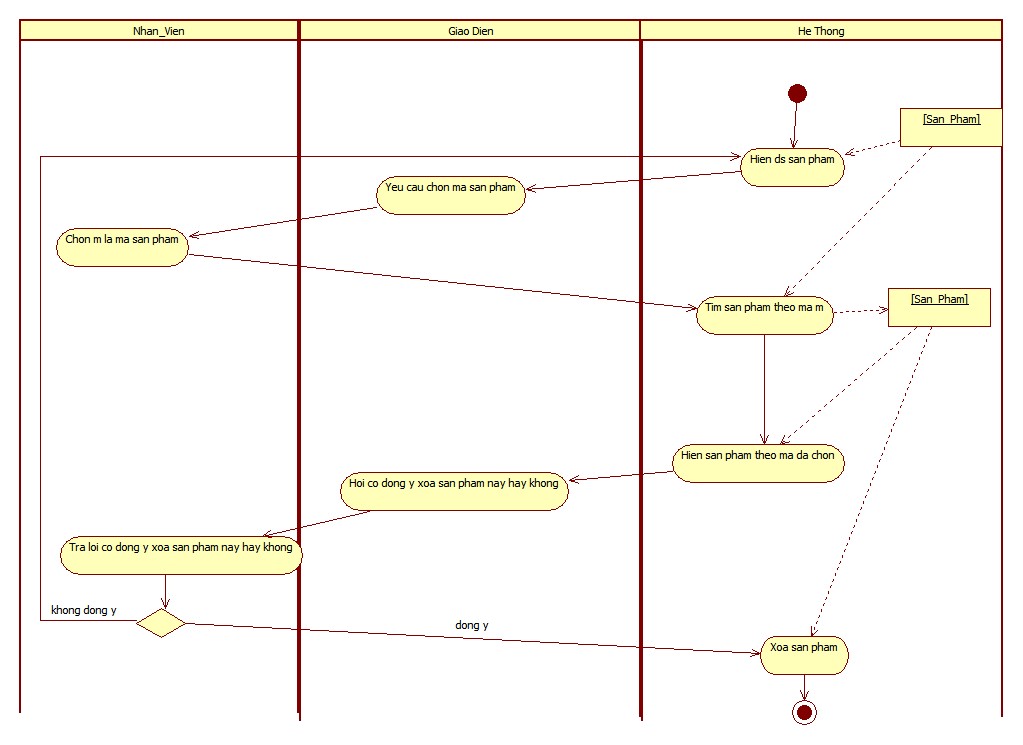 Nhan_Vien
Giao Dien
He Thong
[San_Pham]
Hien ds san pham
Yeu cau chon ma san pham
Chon m la ma san pham
[San_Pham]
Tim san pham theo ma m
Hien san pham theo ma da chon
Hoi co dong y xoa san pham nay hay khong
Tra loi co dong y xoa san pham nay hay khong
khong dong y
dong y
Xoa san pham